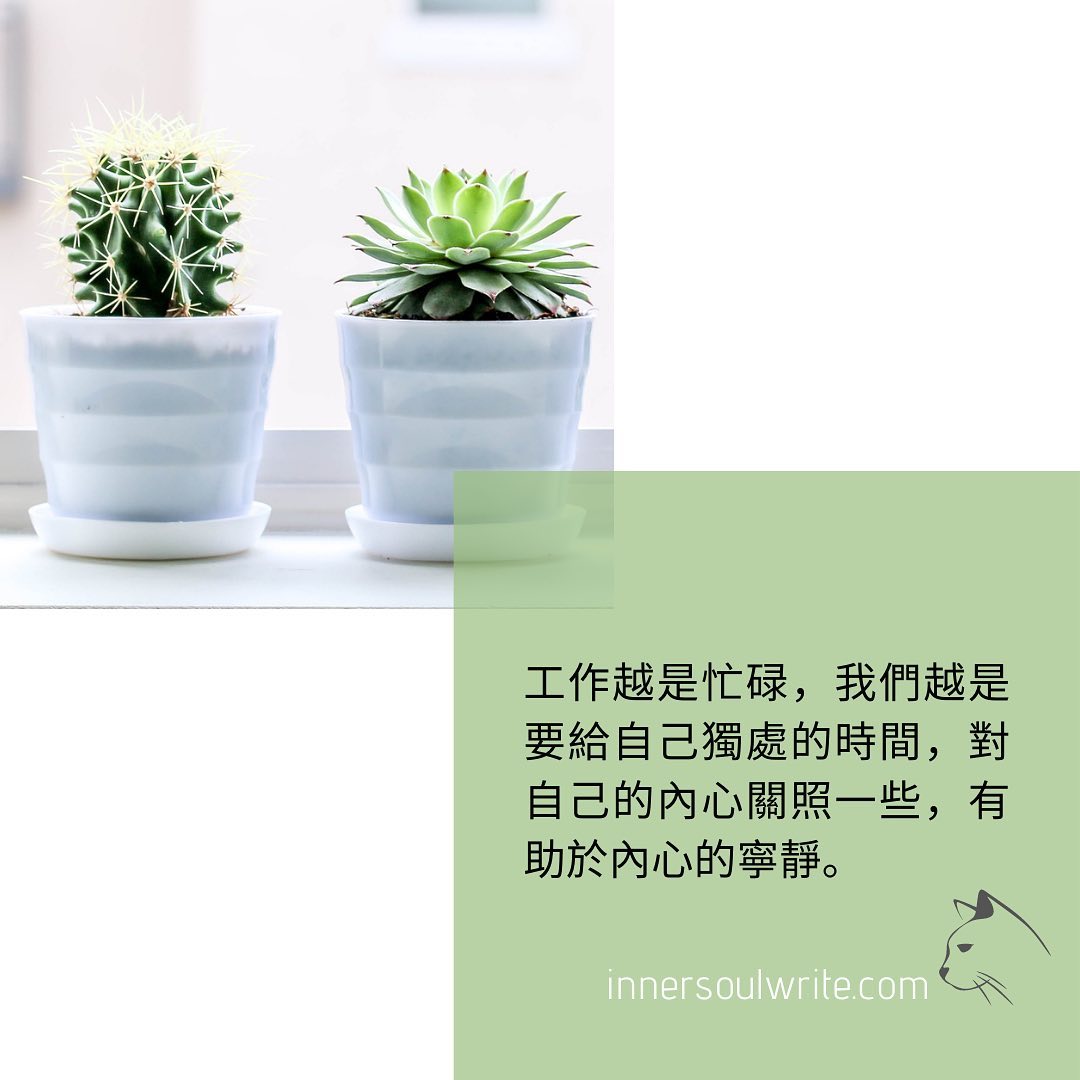 工作越是忙碌，我們越是
要給自己獨處的時間，對
自己的內心關照一些，有
助於內心的寧靜。
innersoulwrite.com